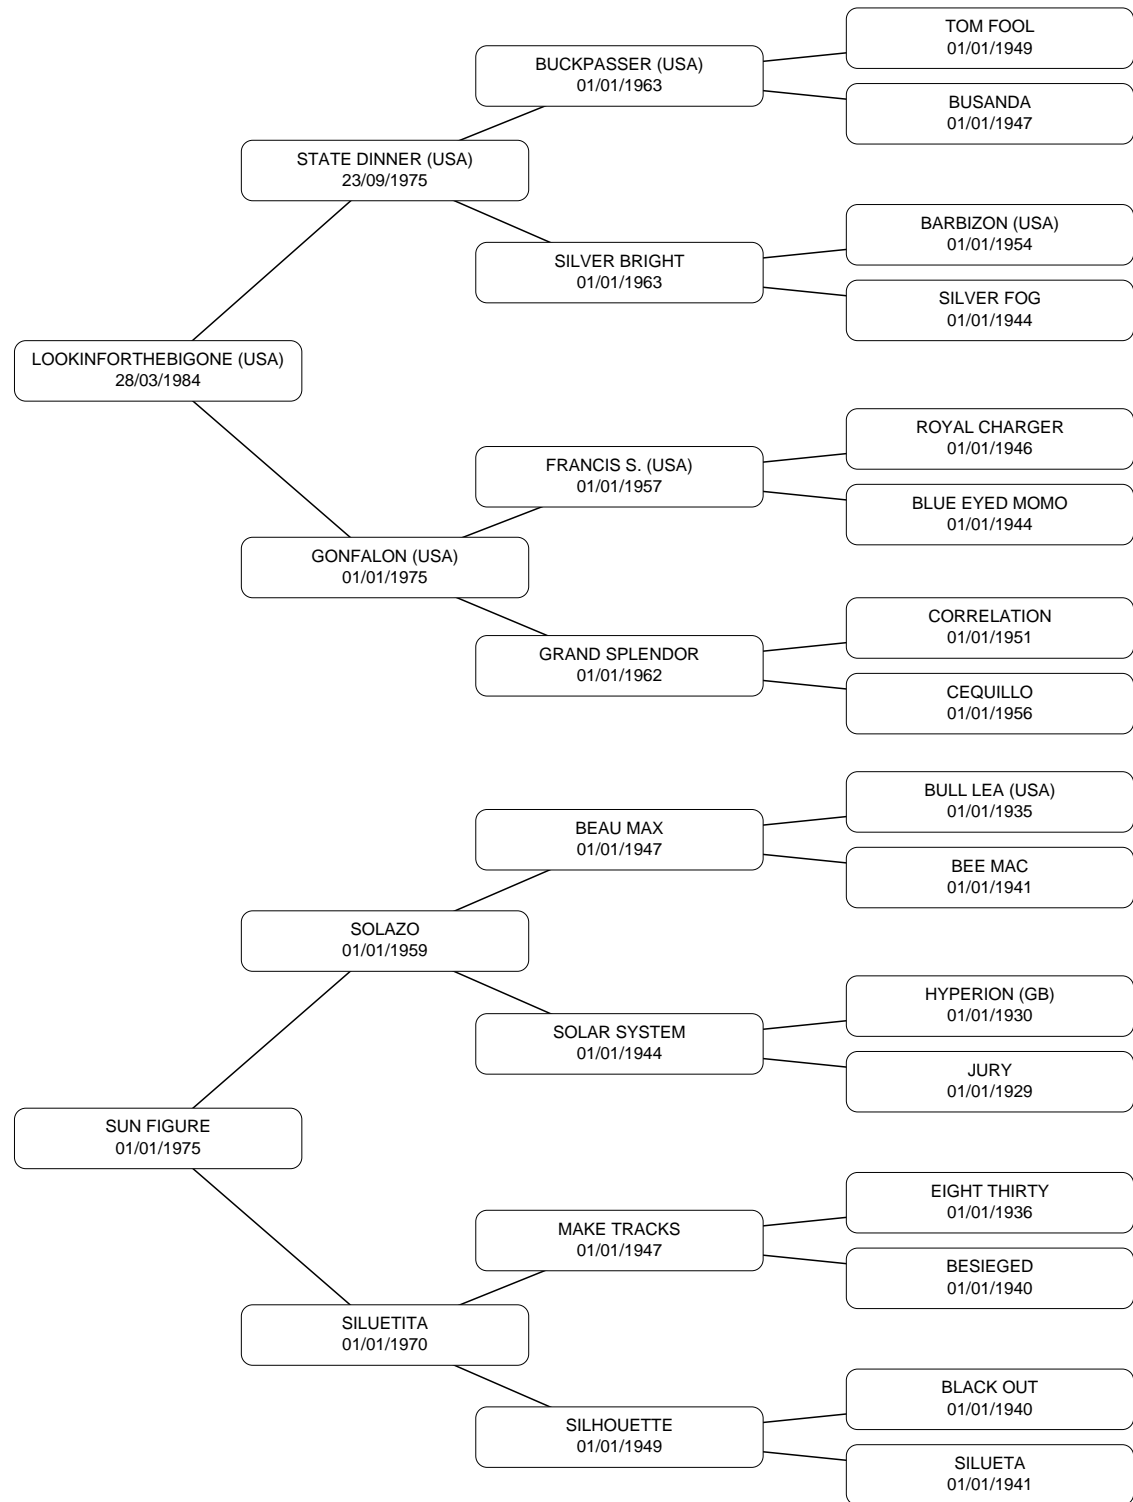 TOM FOOL
01/01/1949
BUCKPASSER (USA)
01/01/1963
BUSANDA
01/01/1947
STATE DINNER (USA)
23/09/1975
BARBIZON (USA)
01/01/1954
SILVER BRIGHT
01/01/1963
SILVER FOG
01/01/1944
LOOKINFORTHEBIGONE (USA)
28/03/1984
ROYAL CHARGER
01/01/1946
FRANCIS S. (USA)
01/01/1957
BLUE EYED MOMO
01/01/1944
GONFALON (USA)
01/01/1975
CORRELATION
01/01/1951
GRAND SPLENDOR
01/01/1962
CEQUILLO
01/01/1956
BULL LEA (USA)
01/01/1935
BEAU MAX
01/01/1947
BEE MAC
01/01/1941
SOLAZO
01/01/1959
HYPERION (GB)
01/01/1930
SOLAR SYSTEM
01/01/1944
JURY
01/01/1929
SUN FIGURE
01/01/1975
EIGHT THIRTY
01/01/1936
MAKE TRACKS
01/01/1947
BESIEGED
01/01/1940
SILUETITA
01/01/1970
BLACK OUT
01/01/1940
SILHOUETTE
01/01/1949
SILUETA
01/01/1941